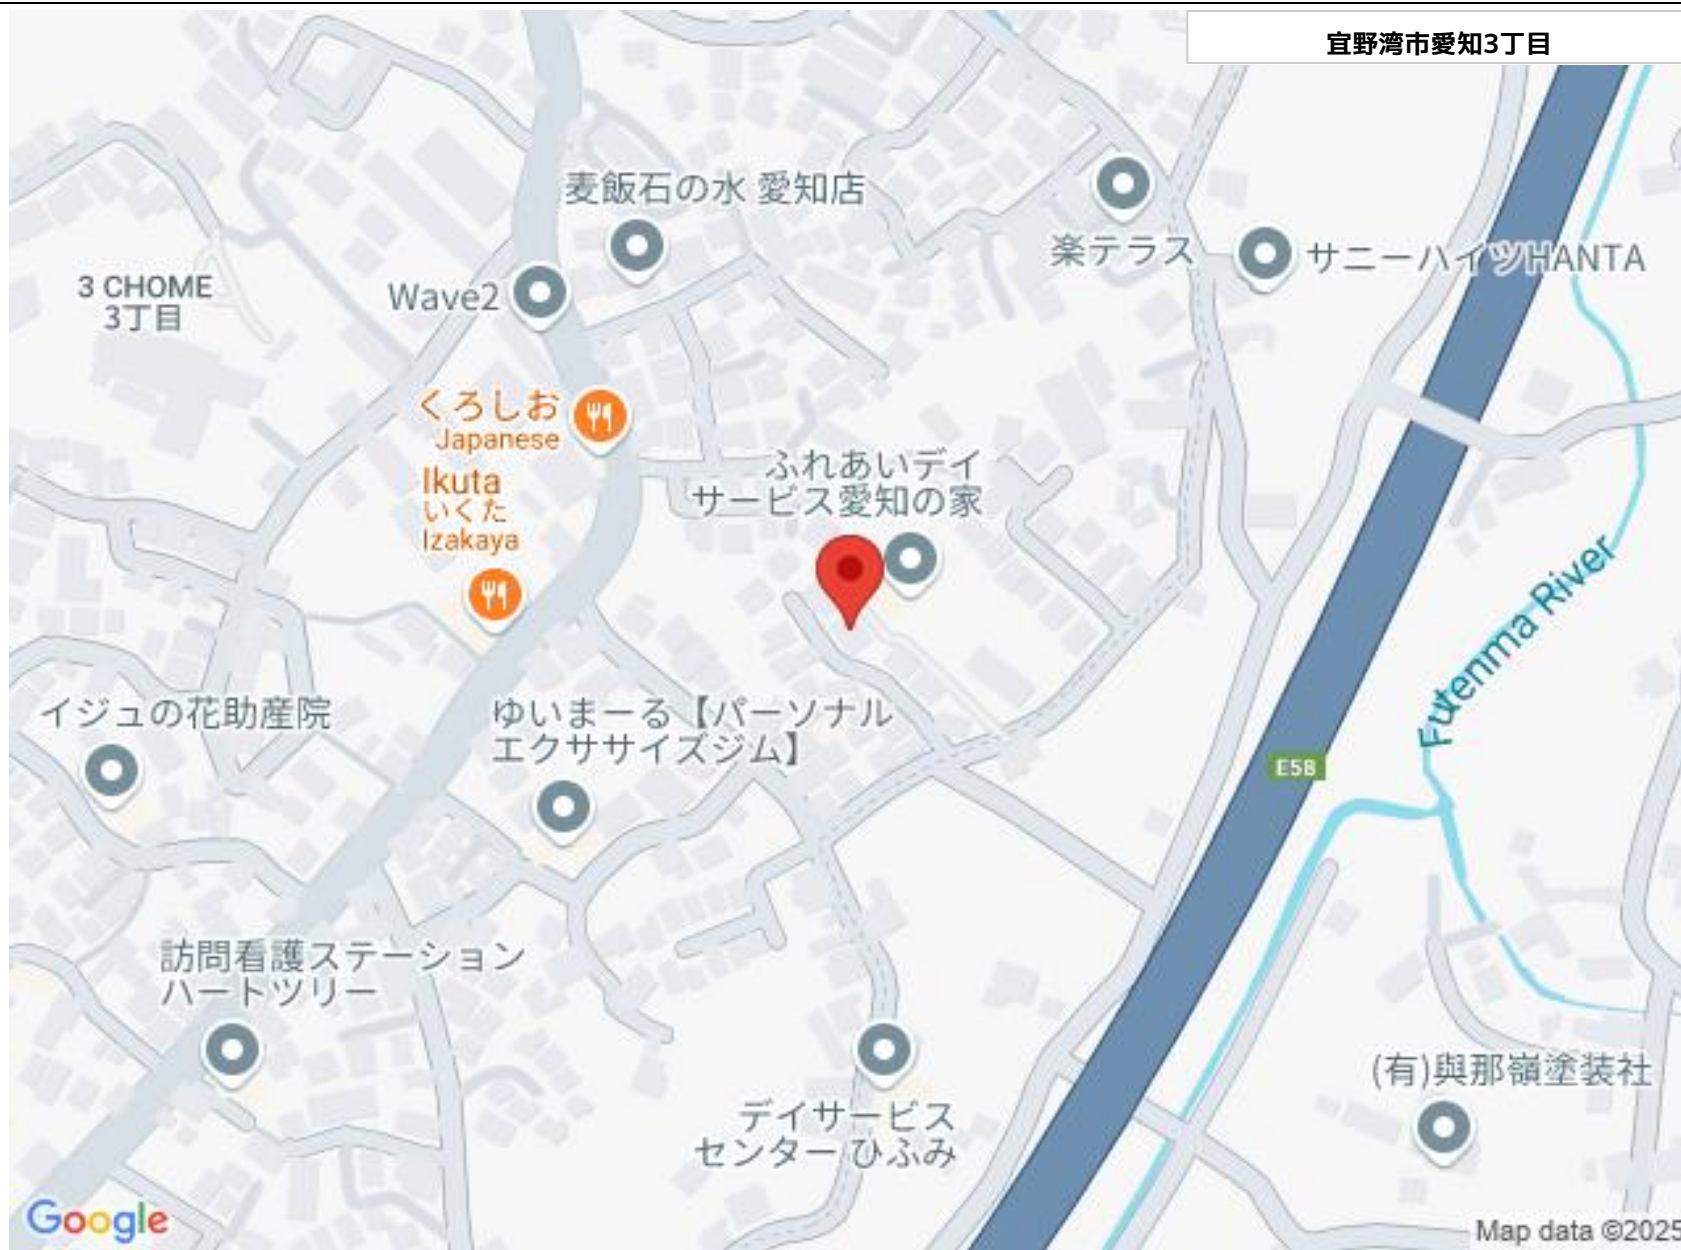 宜野湾市愛知3丁目
麦飯石の水 愛知店
楽テラス
サニーハイツHANTA
3 CHOME
3丁目
Wave2
くろしお
Japanese
Ikuta
いくた
Izakaya
ふれあいデイ
サービス愛知の家
Futenma River
イジュの花助産院
ゆいまーる【パーソナル
エクササイズジム】
E58
訪問看護ステーション
ハートツリー
(有)與那嶺塗装社
デイサービス
センター ひふみ
Google
Map data ©2025